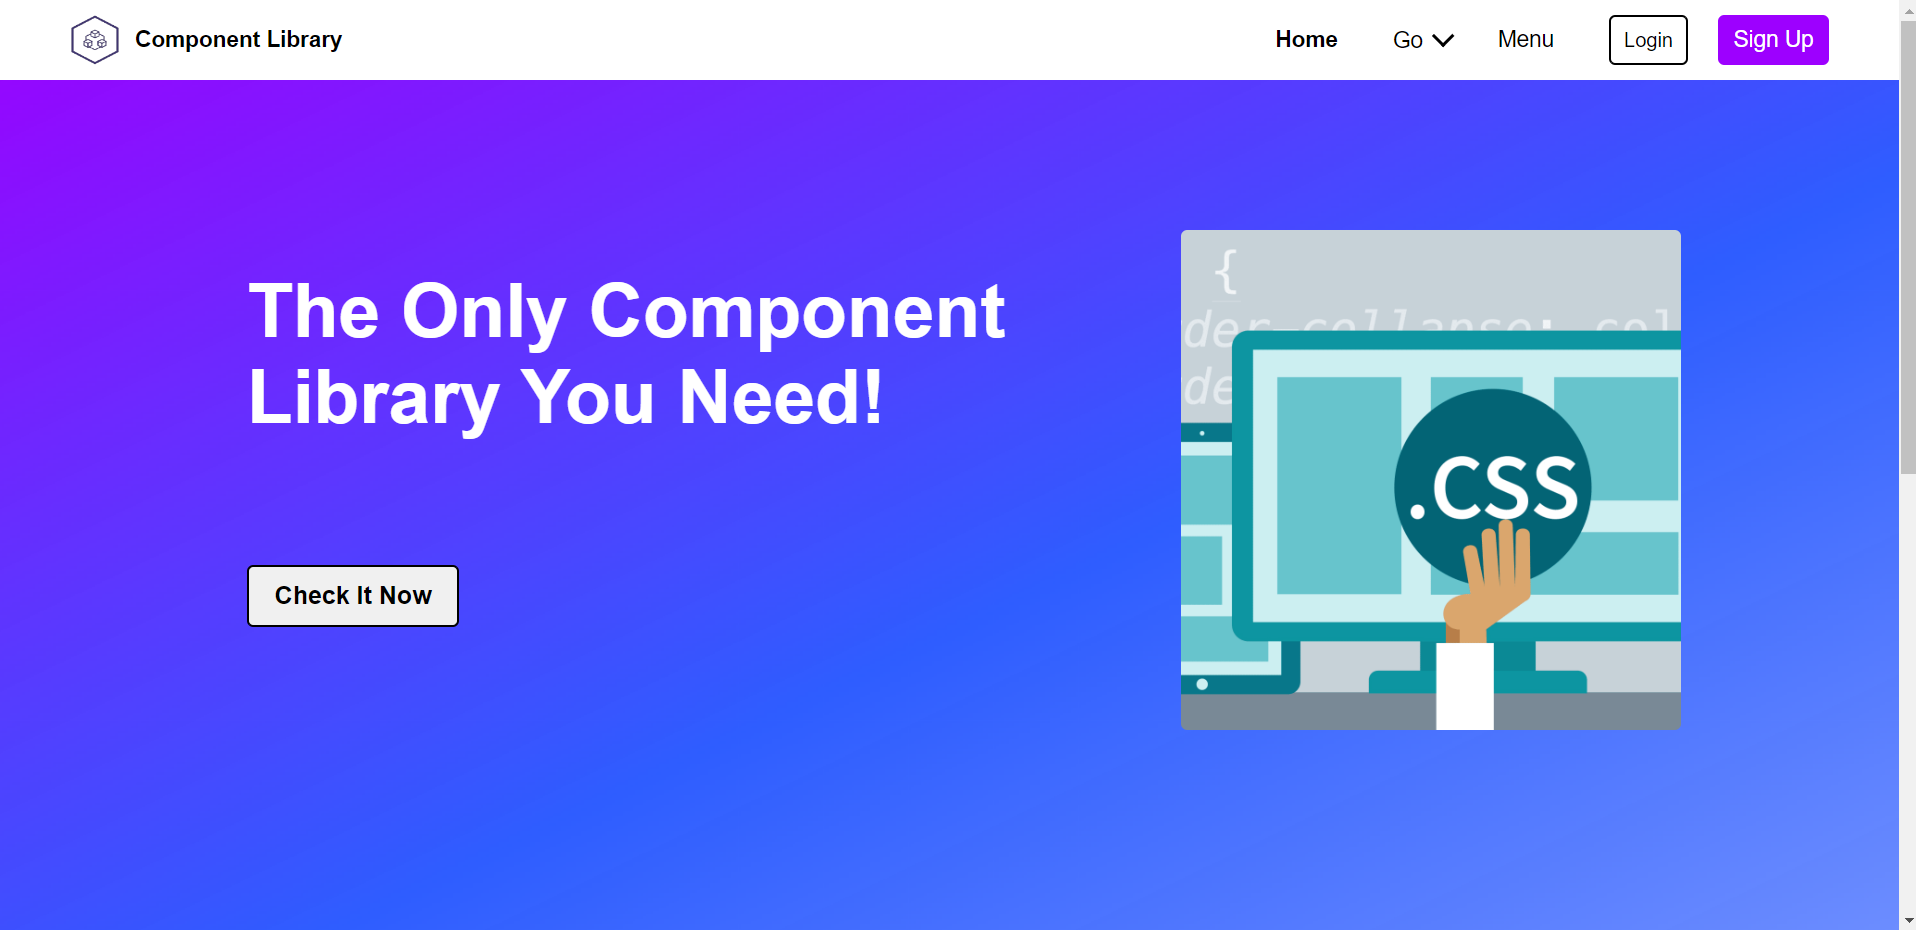 Component Library
Home
Go
Menu
Login
Sign Up
The Only Component
Library You Need!
Check It Now
{
der-collapse: col
de
.CSS